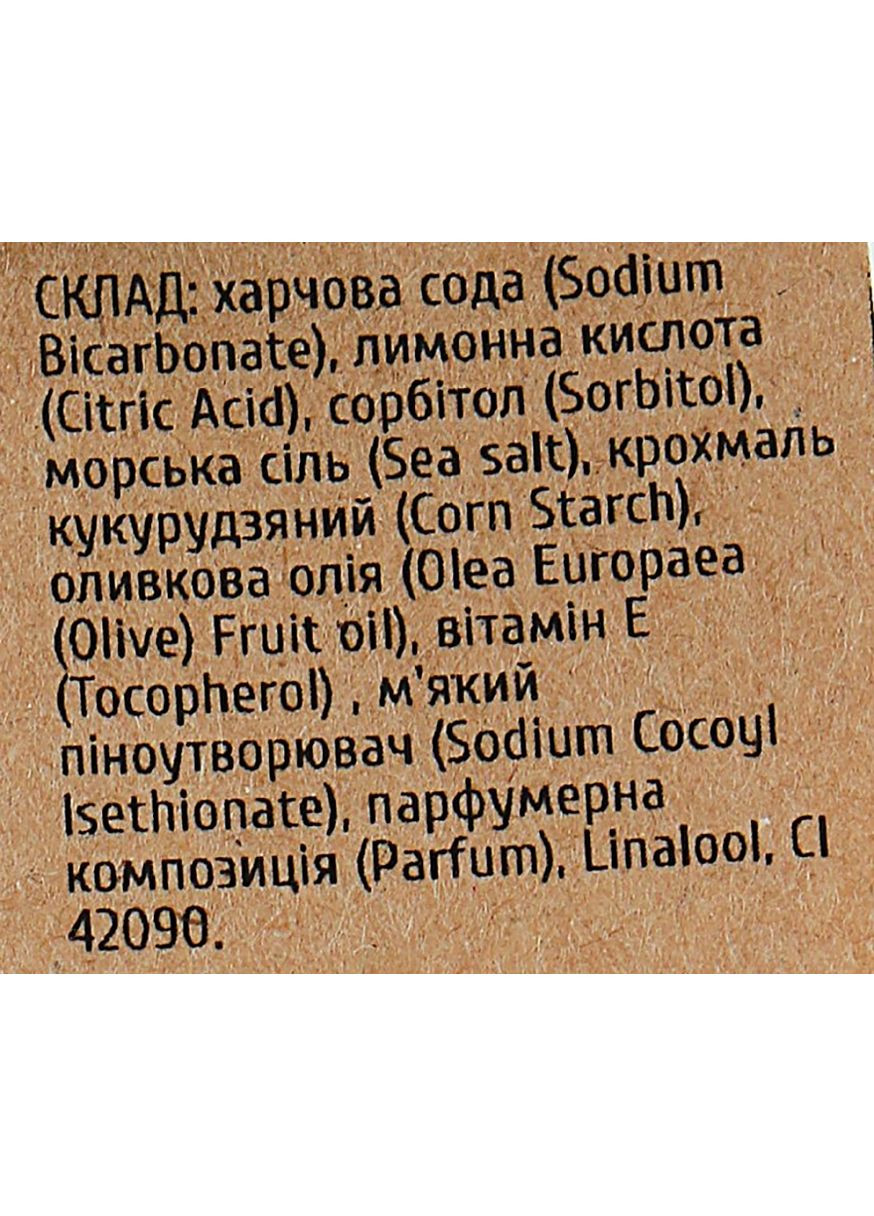 СКЛАД: харчова сода (Sodium
Bicarbonate), лимонна кислота
(Citric Acid), сорбітол (Sorbitol),
морська сіль (Sea salt), крохмаль
кукурудзяний (Corn Starch),
оливкова олія (Olea Europaea
(Olive) Fruit oil), вітамін Е
(Tocopherol) , м'який
піноутворювач (Sodium Cocoyl
Isethionate), парфумерна
композиція (Parfum), Linalool, CI
42090.